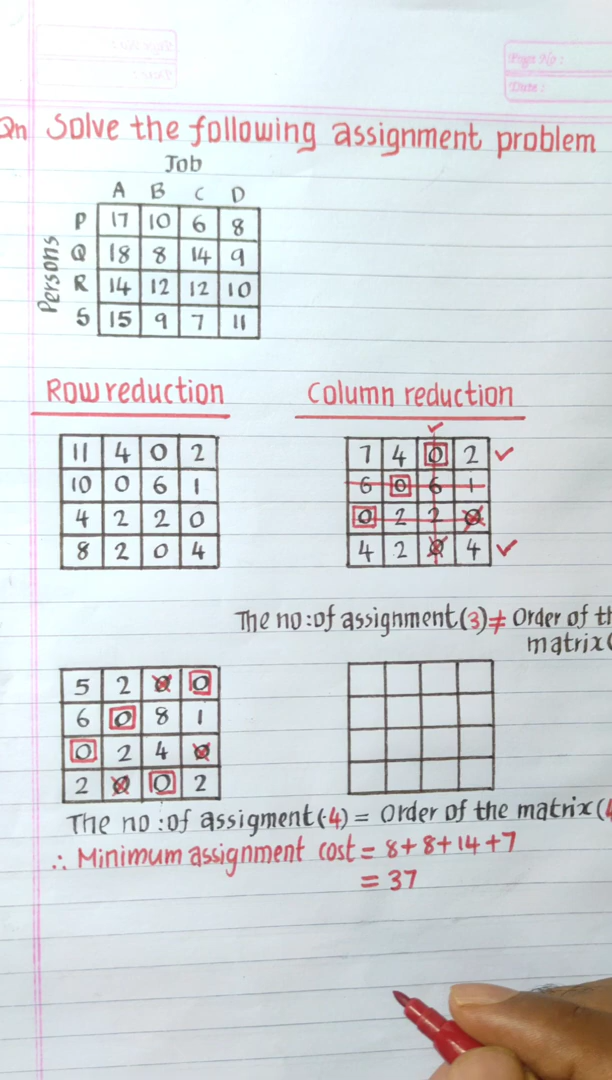 Page No :
Date :
Qn Solve the following assignment problem
Job
A B C D
Persons
P 17 10 6 8
Q 18 8 14 9
R 14 12 12 10
S 15 9 7 11
Row reduction Column reduction
11 4 0 2
10 0 6 1
4 2 2 0
8 2 0 4
7 4 0 2
6 0 6 1
0 2 2 0
4 2 0 4
The no:of assignment(3)≠ Order of th
matrix(
5 2 0 0
6 0 8 1
0 2 4 0
2 0 0 2
The no:of assigment(4) = Order of the matrix(4
∴ Minimum assignment cost = 8+8+14+7
= 37